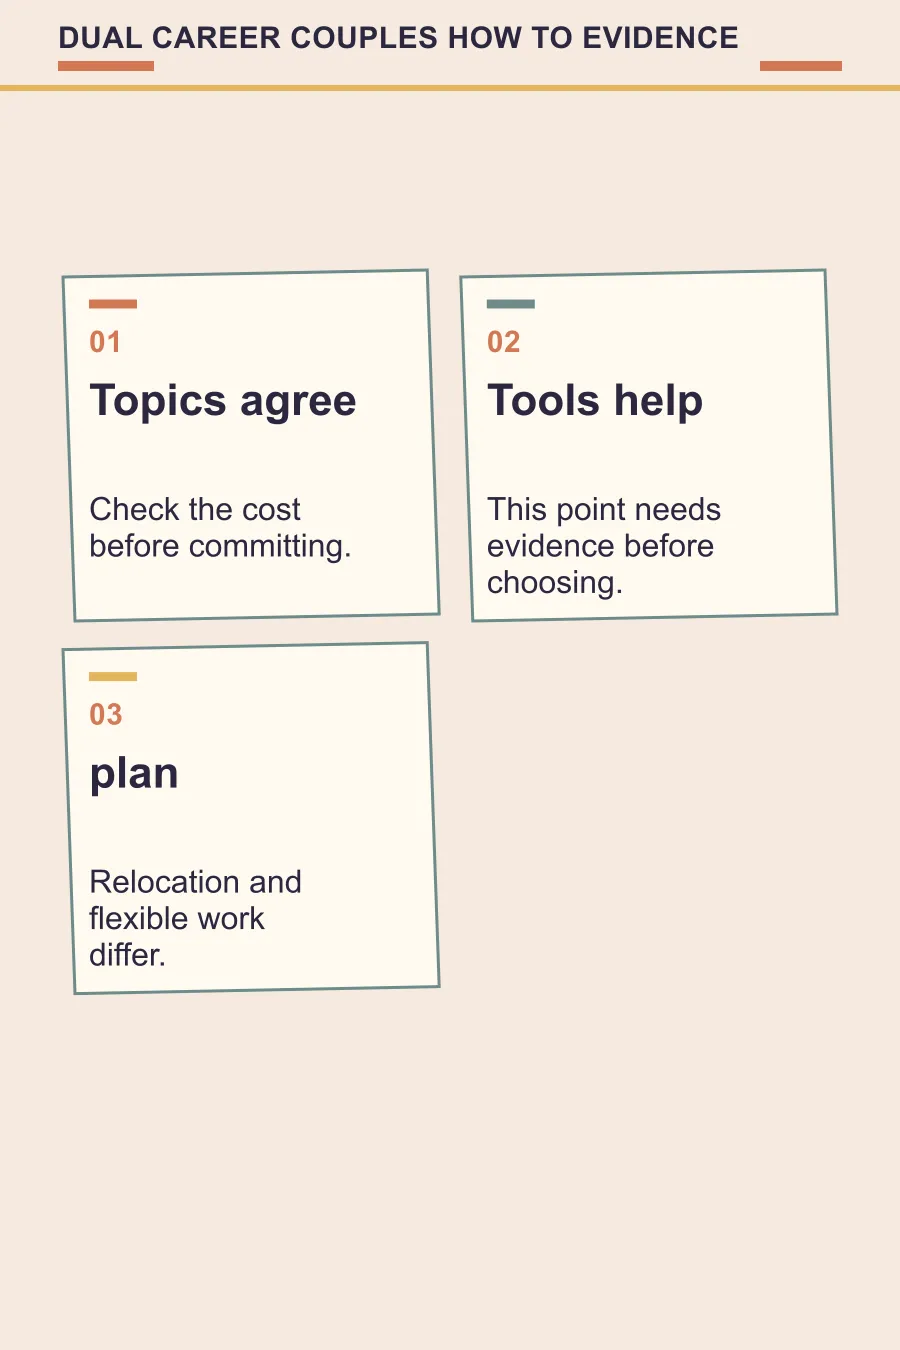 DUAL CAREER COUPLES HOW TO EVIDENCE
01
Topics agree
Check the cost
before committing.
02
Tools help
This point needs
evidence before
choosing.
03
plan
Relocation and
flexible work
differ.